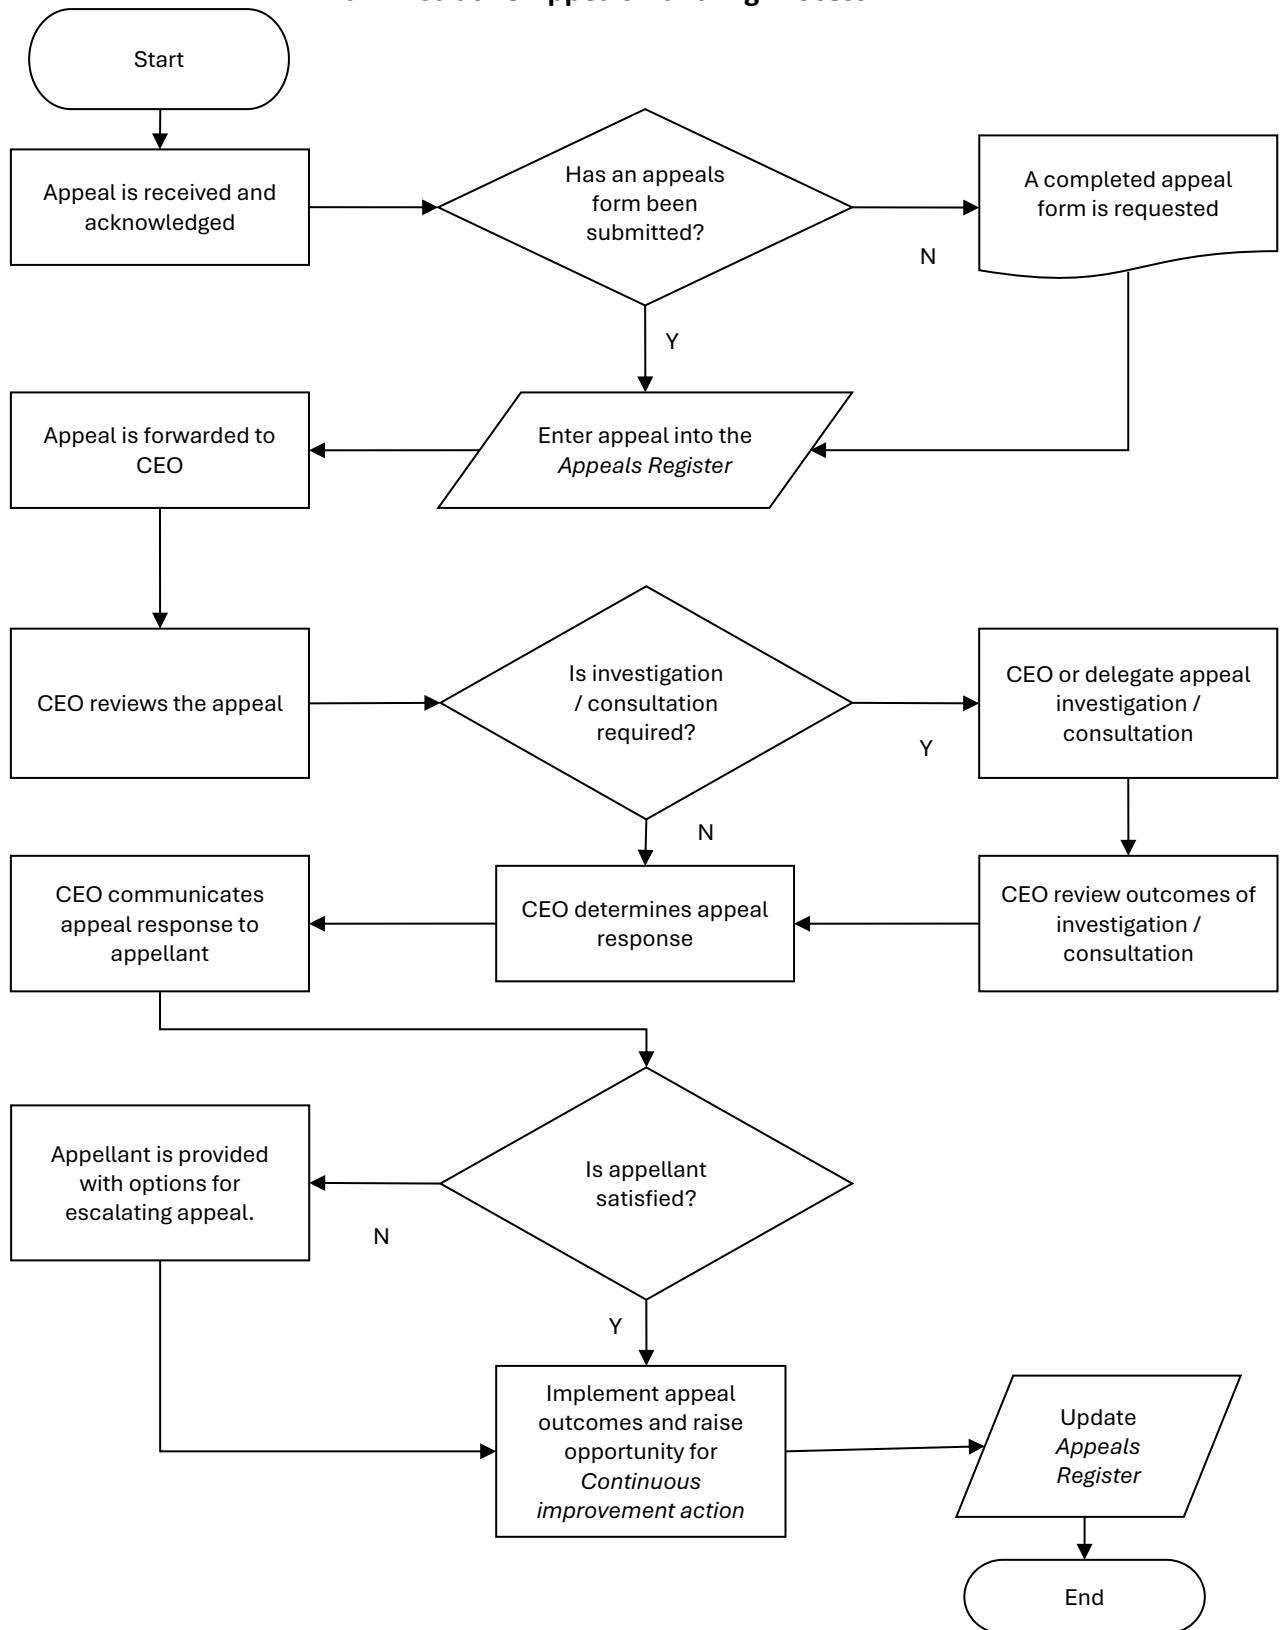 Start
Appeal is received and
acknowledged
Has an appeals
form been
submitted?
A completed appeal
form is requested
N
Y
Appeal is forwarded to
CEO
Enter appeal into the
Appeals Register
CEO reviews the appeal
Is investigation
/ consultation
required?
CEO or delegate appeal
investigation /
consultation
Y
N
CEO communicates
appeal response to
appellant
CEO determines appeal
response
CEO review outcomes of
investigation /
consultation
Appellant is provided
with options for
escalating appeal.
Is appellant
satisfied?
N
Y
Implement appeal
outcomes and raise
opportunity for
Continuous
improvement action
Update
Appeals
Register
End